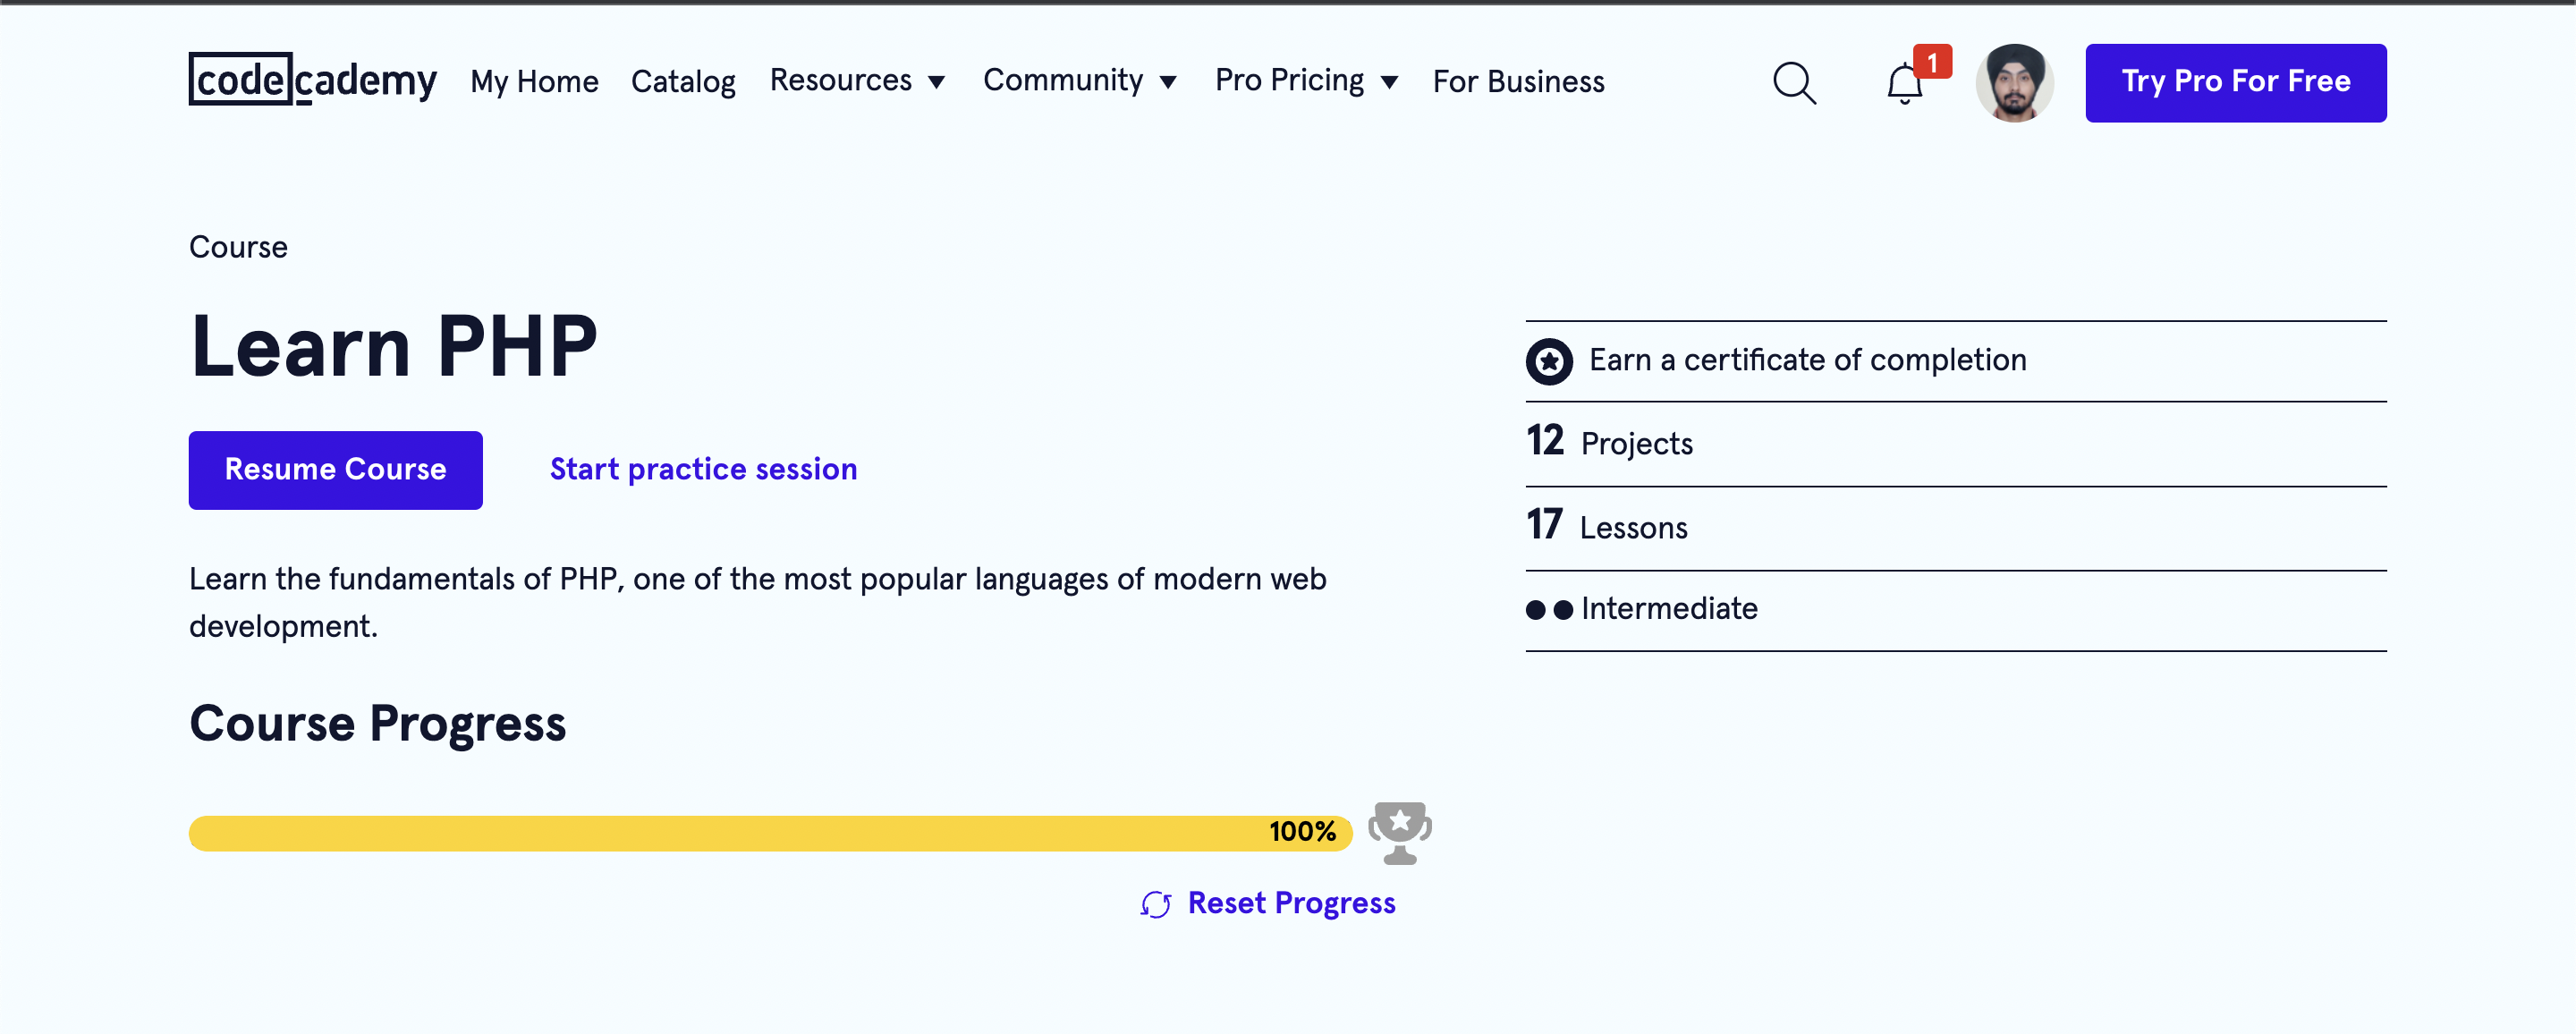 codecademy My Home Catalog Resources Community Pro Pricing For Business 1 Try Pro For Free
Course
Learn PHP
Resume Course Start practice session
Learn the fundamentals of PHP, one of the most popular languages of modern web
development.
Course Progress
100%
Reset Progress
Earn a certificate of completion
12 Projects
17 Lessons
Intermediate